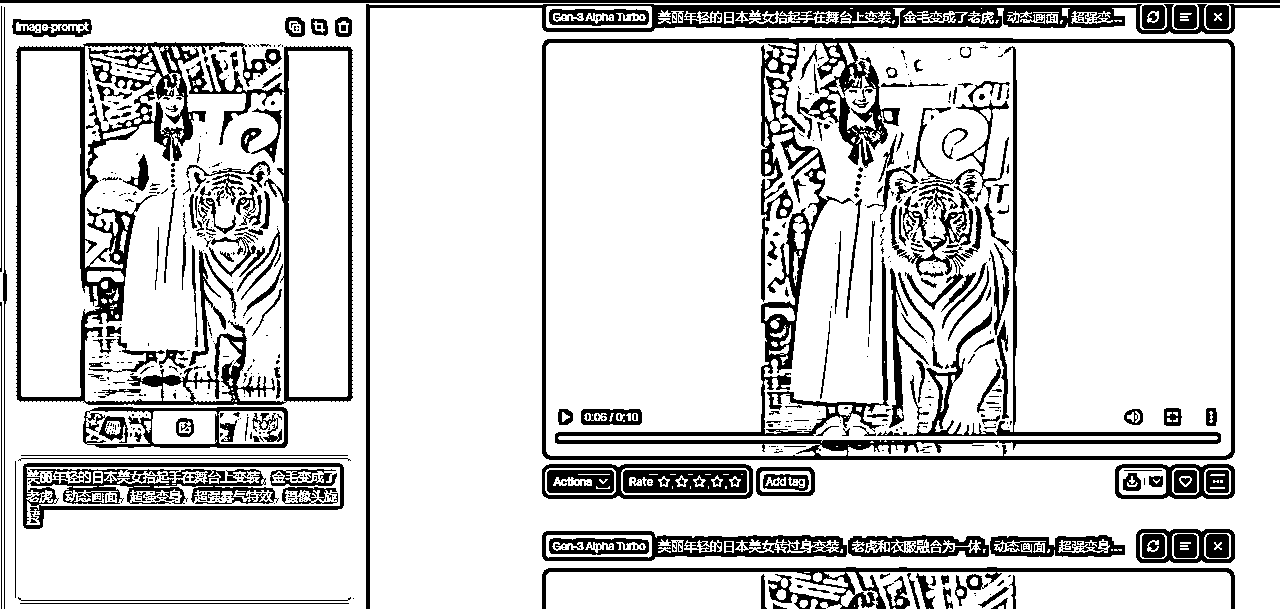 image-prompt
美丽年轻的日本美女抬起手在舞台上变装，金毛变成了
老虎，动态画面，超强变身，超强雾气特效，摄像头旋
转
Gen-3 Alpha Turbo 美丽年轻的日本美女抬起手在舞台上变装，金毛变成了老虎，动态画面，超强变...
0:06 / 0:10
Actions Rate Add tag
Gen-3 Alpha Turbo 美丽年轻的日本美女转过身变装，老虎和衣服融合为一体，动态画面，超强变身...